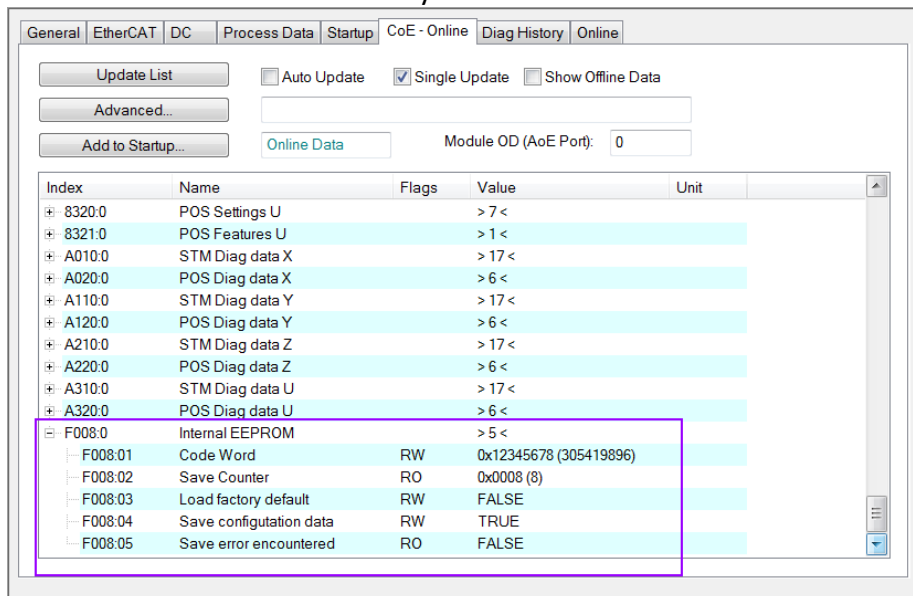 General EtherCAT DC Process Data Startup CoE - Online Diag History Online
Update List Auto Update Single Update Show Offline Data
Advanced...
Add to Startup... Online Data Module OD (AoE Port): 0
Index Name Flags Value Unit
8320:0 POS Settings U > 7 <
8321:0 POS Features U > 1 <
A010:0 STM Diag data X > 17 <
A020:0 POS Diag data X > 6 <
A110:0 STM Diag data Y > 17 <
A120:0 POS Diag data Y > 6 <
A210:0 STM Diag data Z > 17 <
A220:0 POS Diag data Z > 6 <
A310:0 STM Diag data U > 17 <
A320:0 POS Diag data U > 6 <
F008:0 Internal EEPROM > 5 <
F008:01 Code Word RW 0x12345678 (305419896)
F008:02 Save Counter RO 0x0008 (8)
F008:03 Load factory default RW FALSE
F008:04 Save configutation data RW TRUE
F008:05 Save error encountered RO FALSE